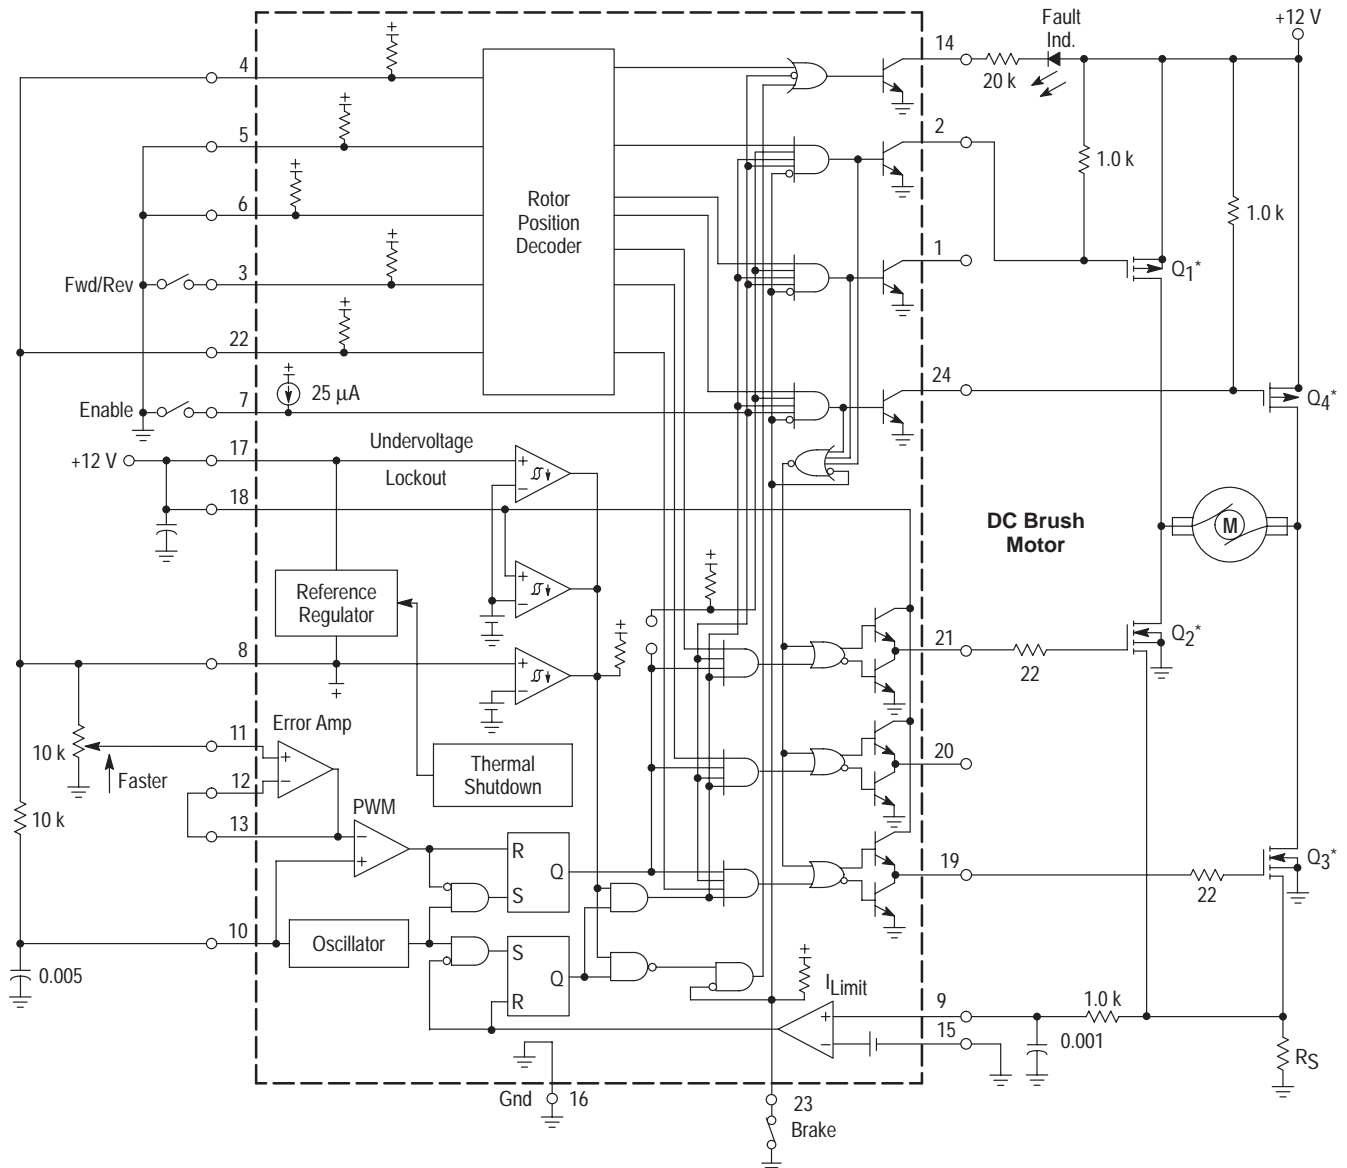 Fault
Ind.
+12 V
4
14
20 k
5
2
1.0 k
6
Rotor
Position
Decoder
1.0 k
Fwd/Rev
3
1
Q1*
22
Enable
7
25 µA
24
Q4*
+12 V
17
Undervoltage
Lockout
18
DC Brush
Motor
M
Reference
Regulator
8
21
22
Q2*
10 k
11
Faster
Error Amp
12
13
Thermal
Shutdown
20
10 k
PWM
R
S
Q
19
22
Q3*
10
Oscillator
S
R
Q
0.005
ILimit
9
1.0 k
15
0.001
RS
Gnd
16
23
Brake